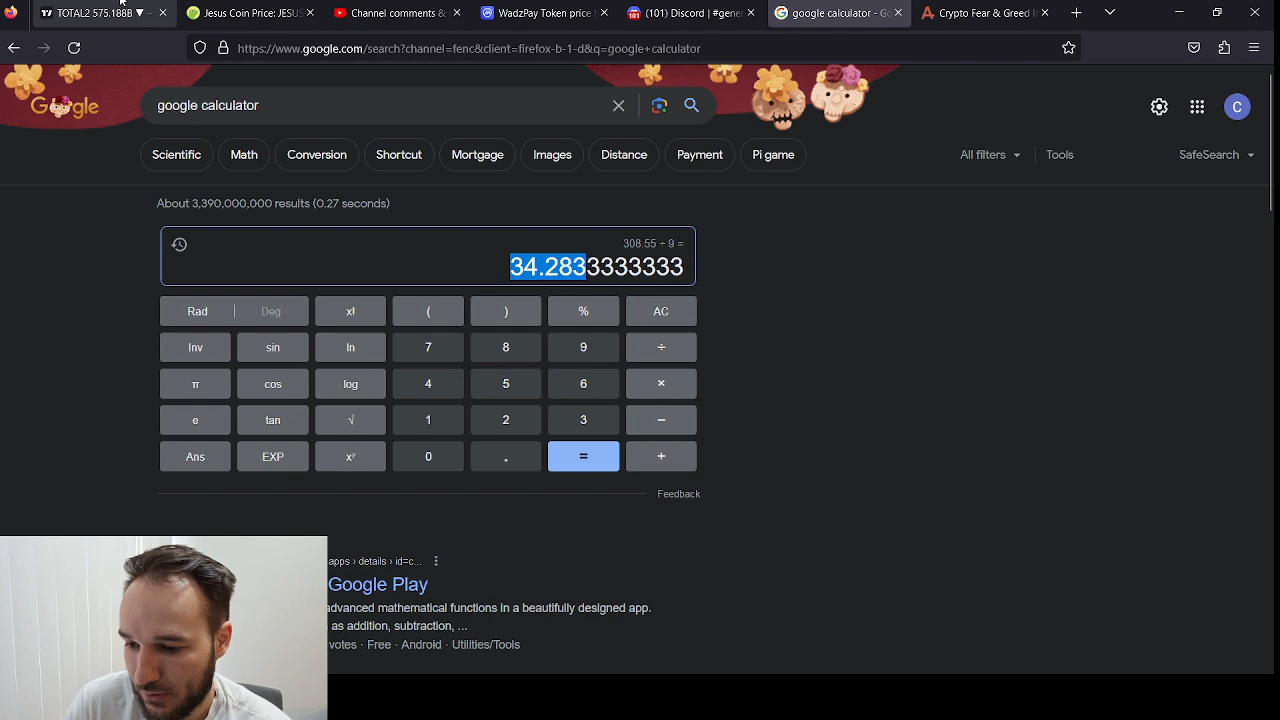 TOTAL2 575.188B ▼ −
Jesus Coin Price: JESUS
Channel comments &
WadzPay Token price t
(101) Discord | #gener
google calculator - Go
Crypto Fear & Greed In
https://www.google.com/search?channel=fenc&client=firefox-b-1-d&q=google+calculator
Google
google calculator
C
Scientific
Math
Conversion
Shortcut
Mortgage
Images
Distance
Payment
Pi game
All filters
Tools
SafeSearch
About 3,390,000,000 results (0.27 seconds)
308.55 ÷ 9 =
34.2833333333
Rad Deg x! ( ) % AC
Inv sin ln 7 8 9 ÷
π cos log 4 5 6 ×
e tan √ 1 2 3 −
Ans EXP xʸ 0 . = +
Feedback
apps › details › id=c...
Google Play
advanced mathematical functions in a beautifully designed app.
as addition, subtraction, ...
votes · Free · Android · Utilities/Tools